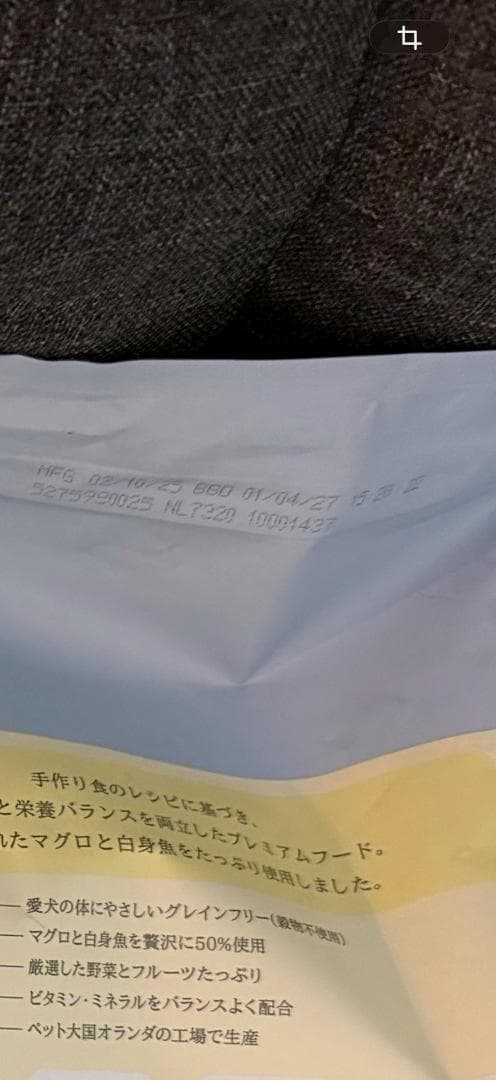 MFG 02/10/25 BBD 01/04/27 15
5275990025 NL7320 10001437
手作り食のレシピに基づき、
と栄養バランスを両立したプレミアムフード。
れたマグロと白身魚をたっぷり使用しました。
愛犬の体にやさしいグレインフリー(穀物不使用)
マグロと白身魚を贅沢に50%使用
厳選した野菜とフルーツたっぷり
ビタミン・ミネラルをバランスよく配合
ペット大国オランダの工場で生産